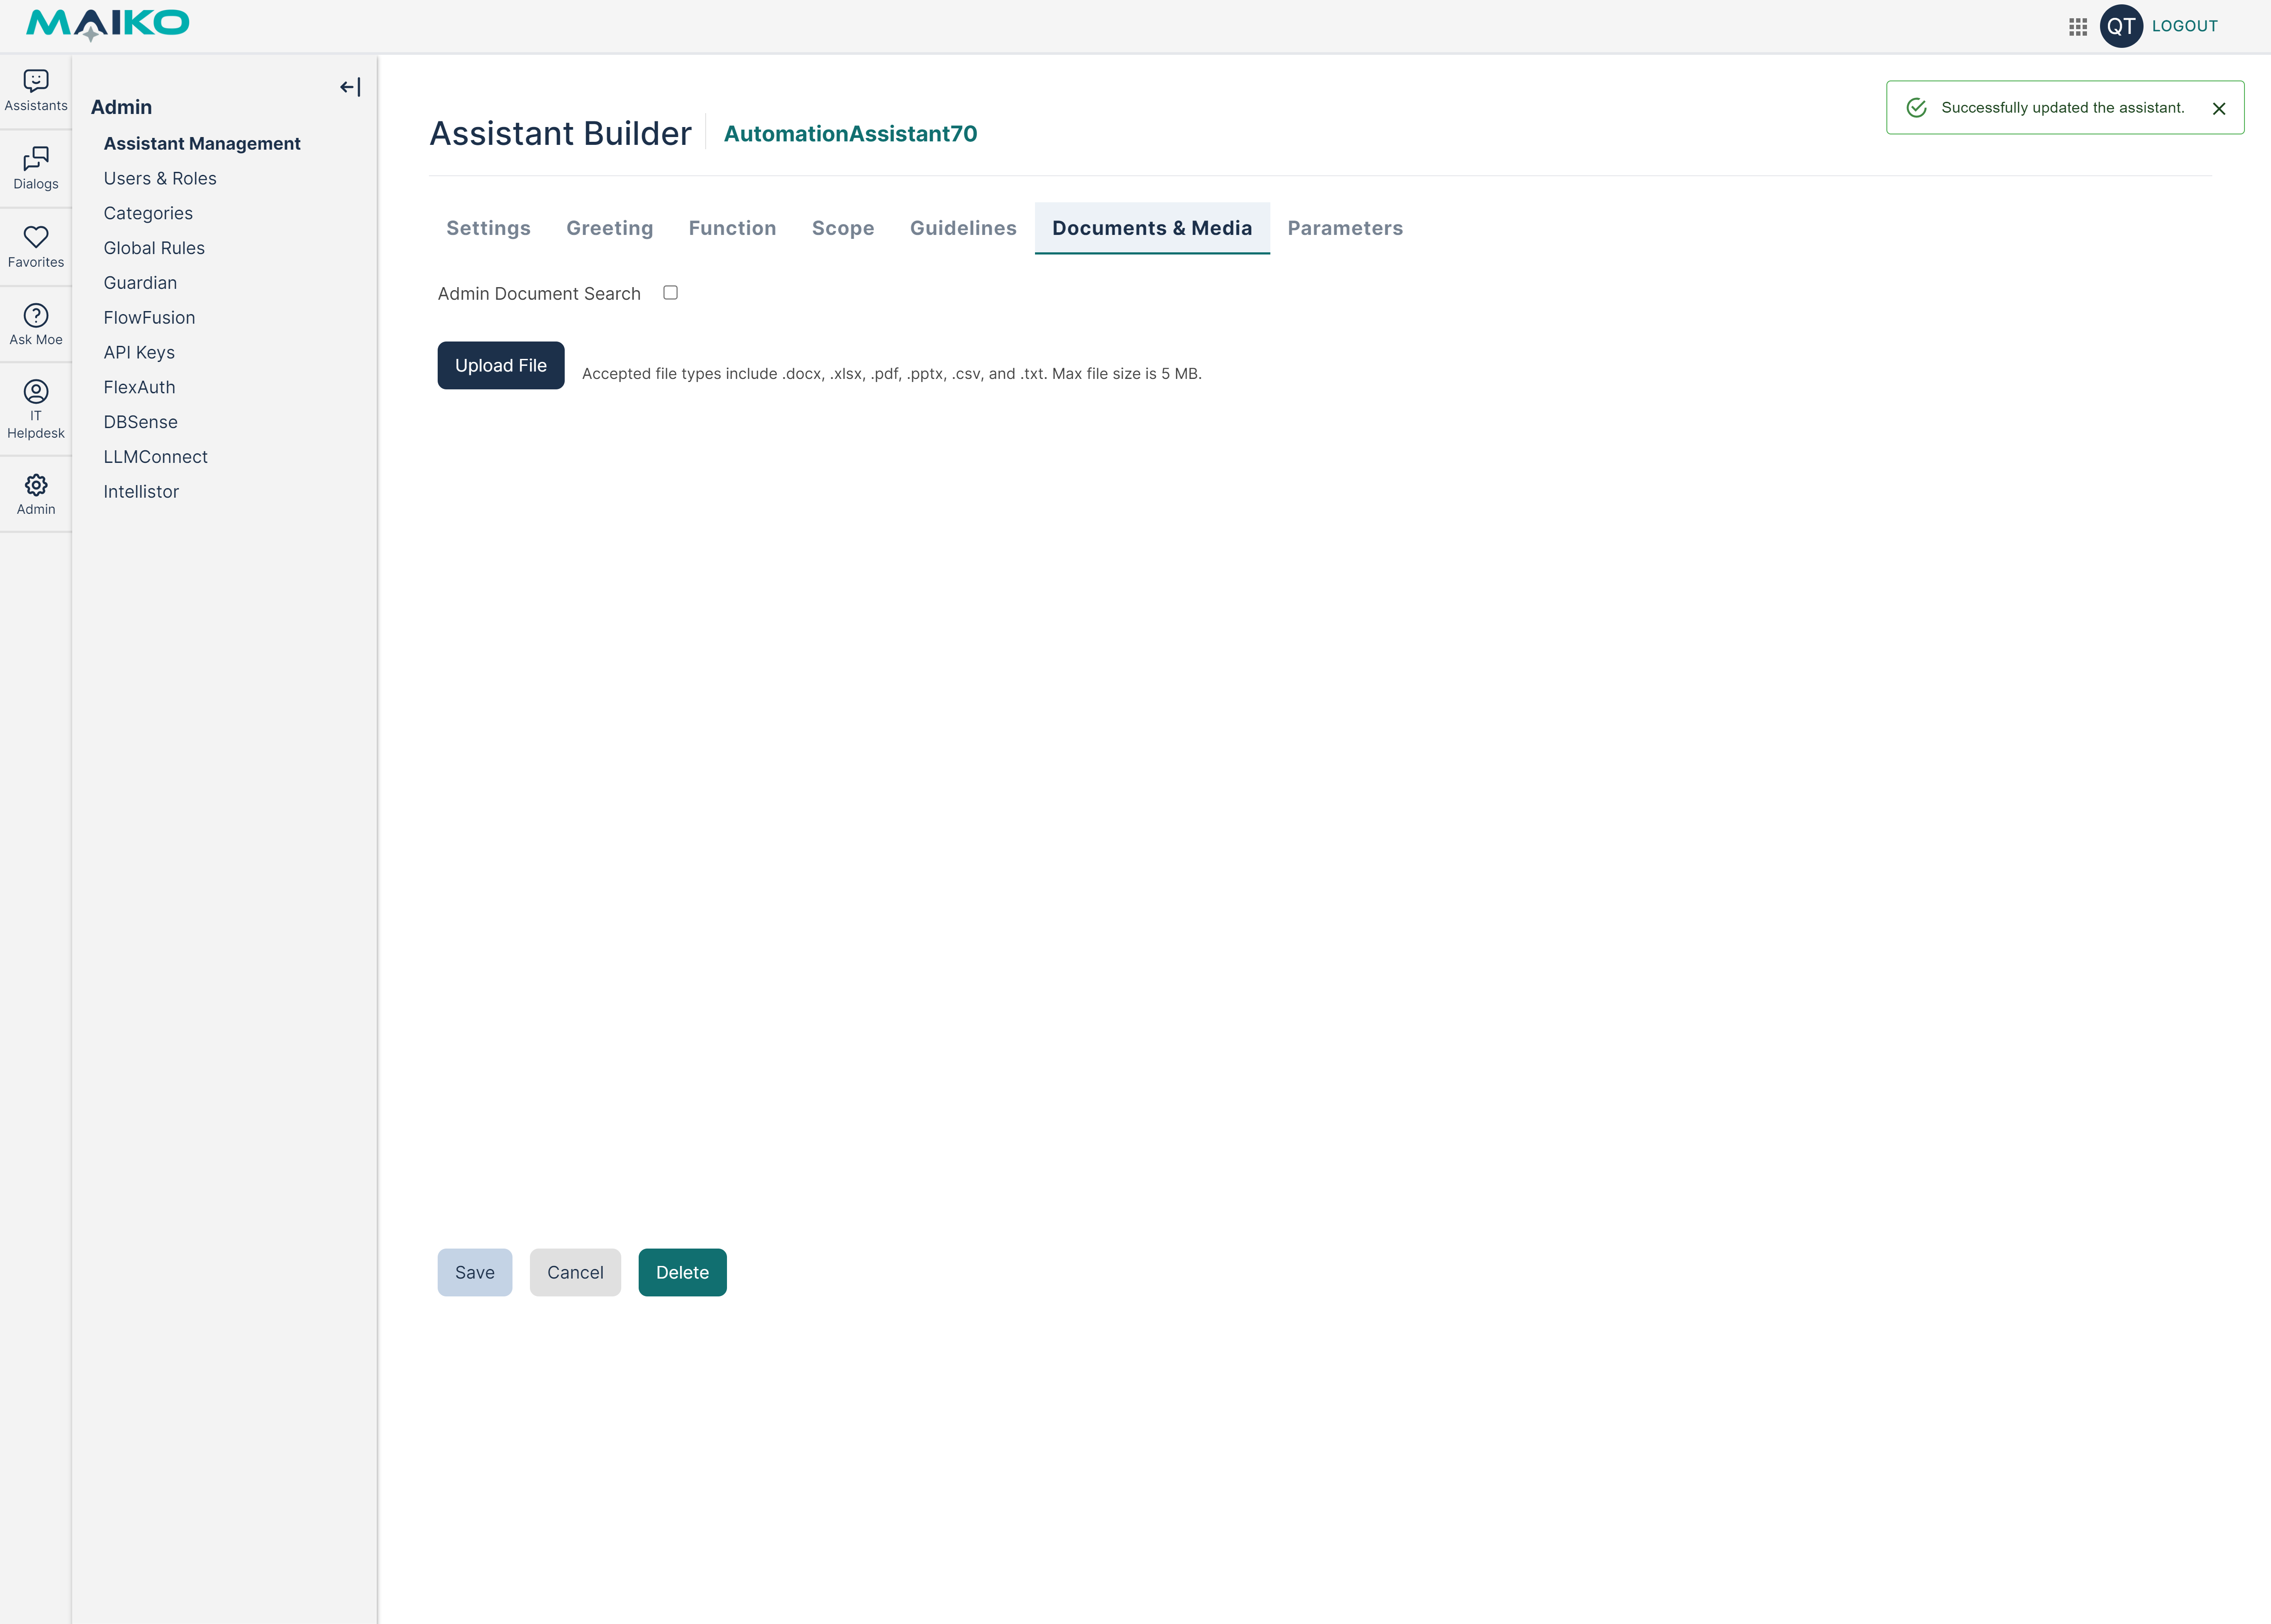 MAIKO
QT
LOGOUT
Assistants
Dialogs
Favorites
Ask Moe
IT
Helpdesk
Admin
Admin
Assistant Management
Users & Roles
Categories
Global Rules
Guardian
FlowFusion
API Keys
FlexAuth
DBSense
LLMConnect
Intellistor
Successfully updated the assistant.
Assistant Builder
AutomationAssistant70
Settings
Greeting
Function
Scope
Guidelines
Documents & Media
Parameters
Admin Document Search
Upload File
Accepted file types include .docx, .xlsx, .pdf, .pptx, .csv, and .txt. Max file size is 5 MB.
Save
Cancel
Delete